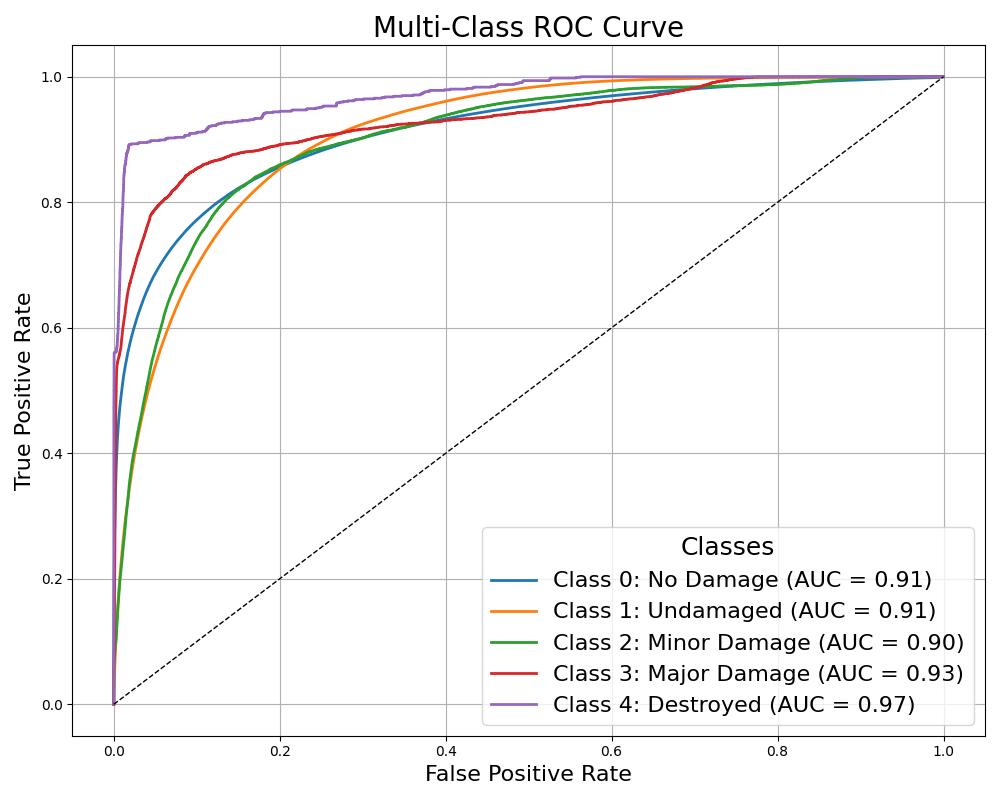 Multi-Class ROC Curve
True Positive Rate
1.0
0.8
0.6
0.4
0.2
0.0
Classes
Class 0: No Damage (AUC = 0.91)
Class 1: Undamaged (AUC = 0.91)
Class 2: Minor Damage (AUC = 0.90)
Class 3: Major Damage (AUC = 0.93)
Class 4: Destroyed (AUC = 0.97)
0.0 0.2 0.4 0.6 0.8 1.0
False Positive Rate